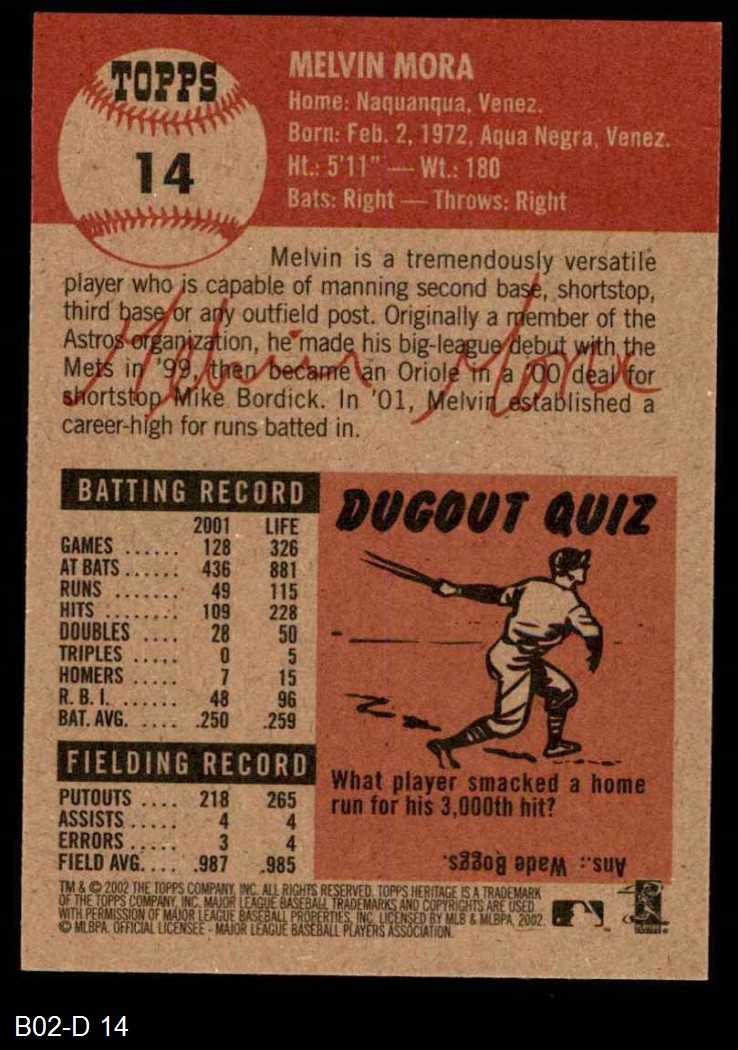 TOPPS
14
MELVIN MORA
Home: Naquanqua, Venez.
Born: Feb. 2, 1972, Aqua Negra, Venez.
Ht.: 5'11" — Wt.: 180
Bats: Right — Throws: Right
Melvin is a tremendously versatile
player who is capable of manning second base, shortstop,
third base or any outfield post. Originally a member of the
Astros organization, he made his big-league debut with the
Mets in '99, then became an Oriole in a '00 deal for
shortstop Mike Bordick. In '01, Melvin established a
career-high for runs batted in.
Melvin Mora
BATTING RECORD
2001 LIFE
GAMES ...... 128 326
AT BATS ...... 436 881
RUNS ....... 49 115
HITS ........ 109 228
DOUBLES .... 28 50
TRIPLES ..... 0 5
HOMERS ..... 7 15
R. B. I. ...... 48 96
BAT. AVG. .... .250 .259
FIELDING RECORD
PUTOUTS .... 218 265
ASSISTS ..... 4 4
ERRORS ..... 3 4
FIELD AVG. ... .987 .985
DUGOUT QUIZ
What player smacked a home
run for his 3,000th hit?
Ans.: Wade Boggs.
TM & © 2002 THE TOPPS COMPANY, INC. ALL RIGHTS RESERVED. TOPPS HERITAGE IS A TRADEMARK
OF THE TOPPS COMPANY, INC. MAJOR LEAGUE BASEBALL TRADEMARKS AND COPYRIGHTS ARE USED
WITH PERMISSION OF MAJOR LEAGUE BASEBALL PROPERTIES, INC. LICENSED BY MLB & MLBPA, 2002.
© MLBPA. OFFICIAL LICENSEE - MAJOR LEAGUE BASEBALL PLAYERS ASSOCIATION.
B02-D 14